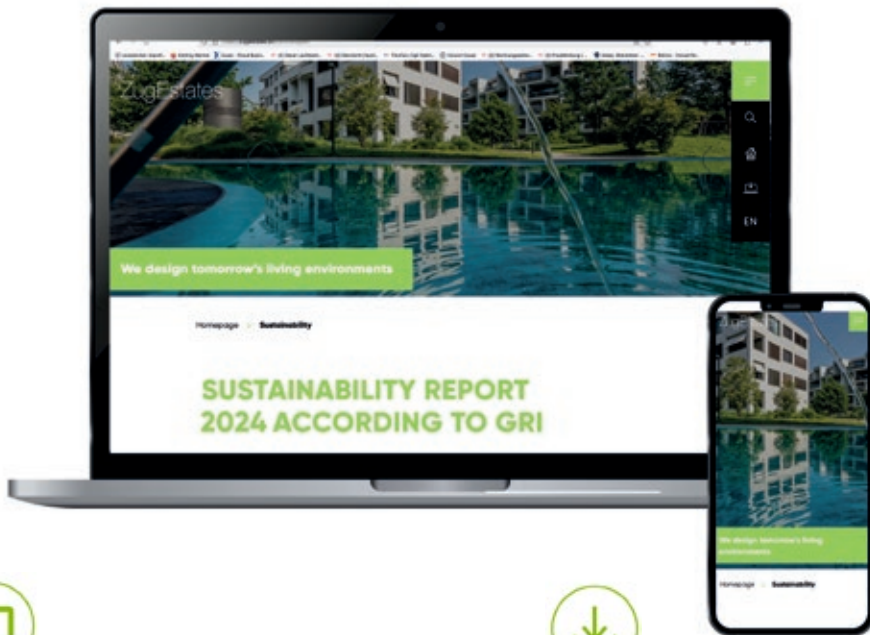 ZugEstates
EN
We design tomorrow's living environments
Homepage
Sustainability
SUSTAINABILITY REPORT
2024 ACCORDING TO GRI
ZugEstates
We design tomorrow's living
environments
Homepage
Sustainability